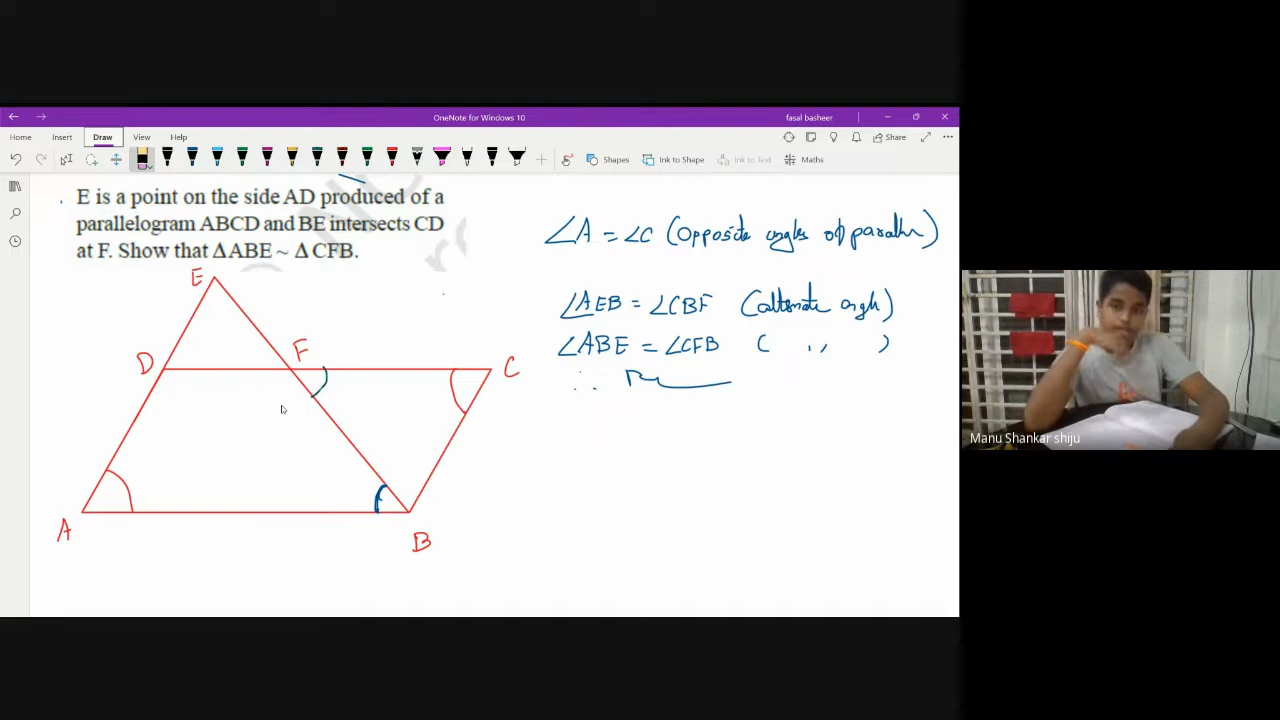 OneNote for Windows 10
fasal basheer
Home Insert Draw View Help
Share
Shapes Ink to Shape Ink to Text Maths
. E is a point on the side AD produced of a
parallelogram ABCD and BE intersects CD
at F. Show that ΔABE ~ ΔCFB.
∠A = ∠C (opposite angles of
∠AEB = ∠CBF (alternate angle)
∠ABE = ∠CFB ( ,, )
∴
E
D F C
A B
Manu Shankar shiju